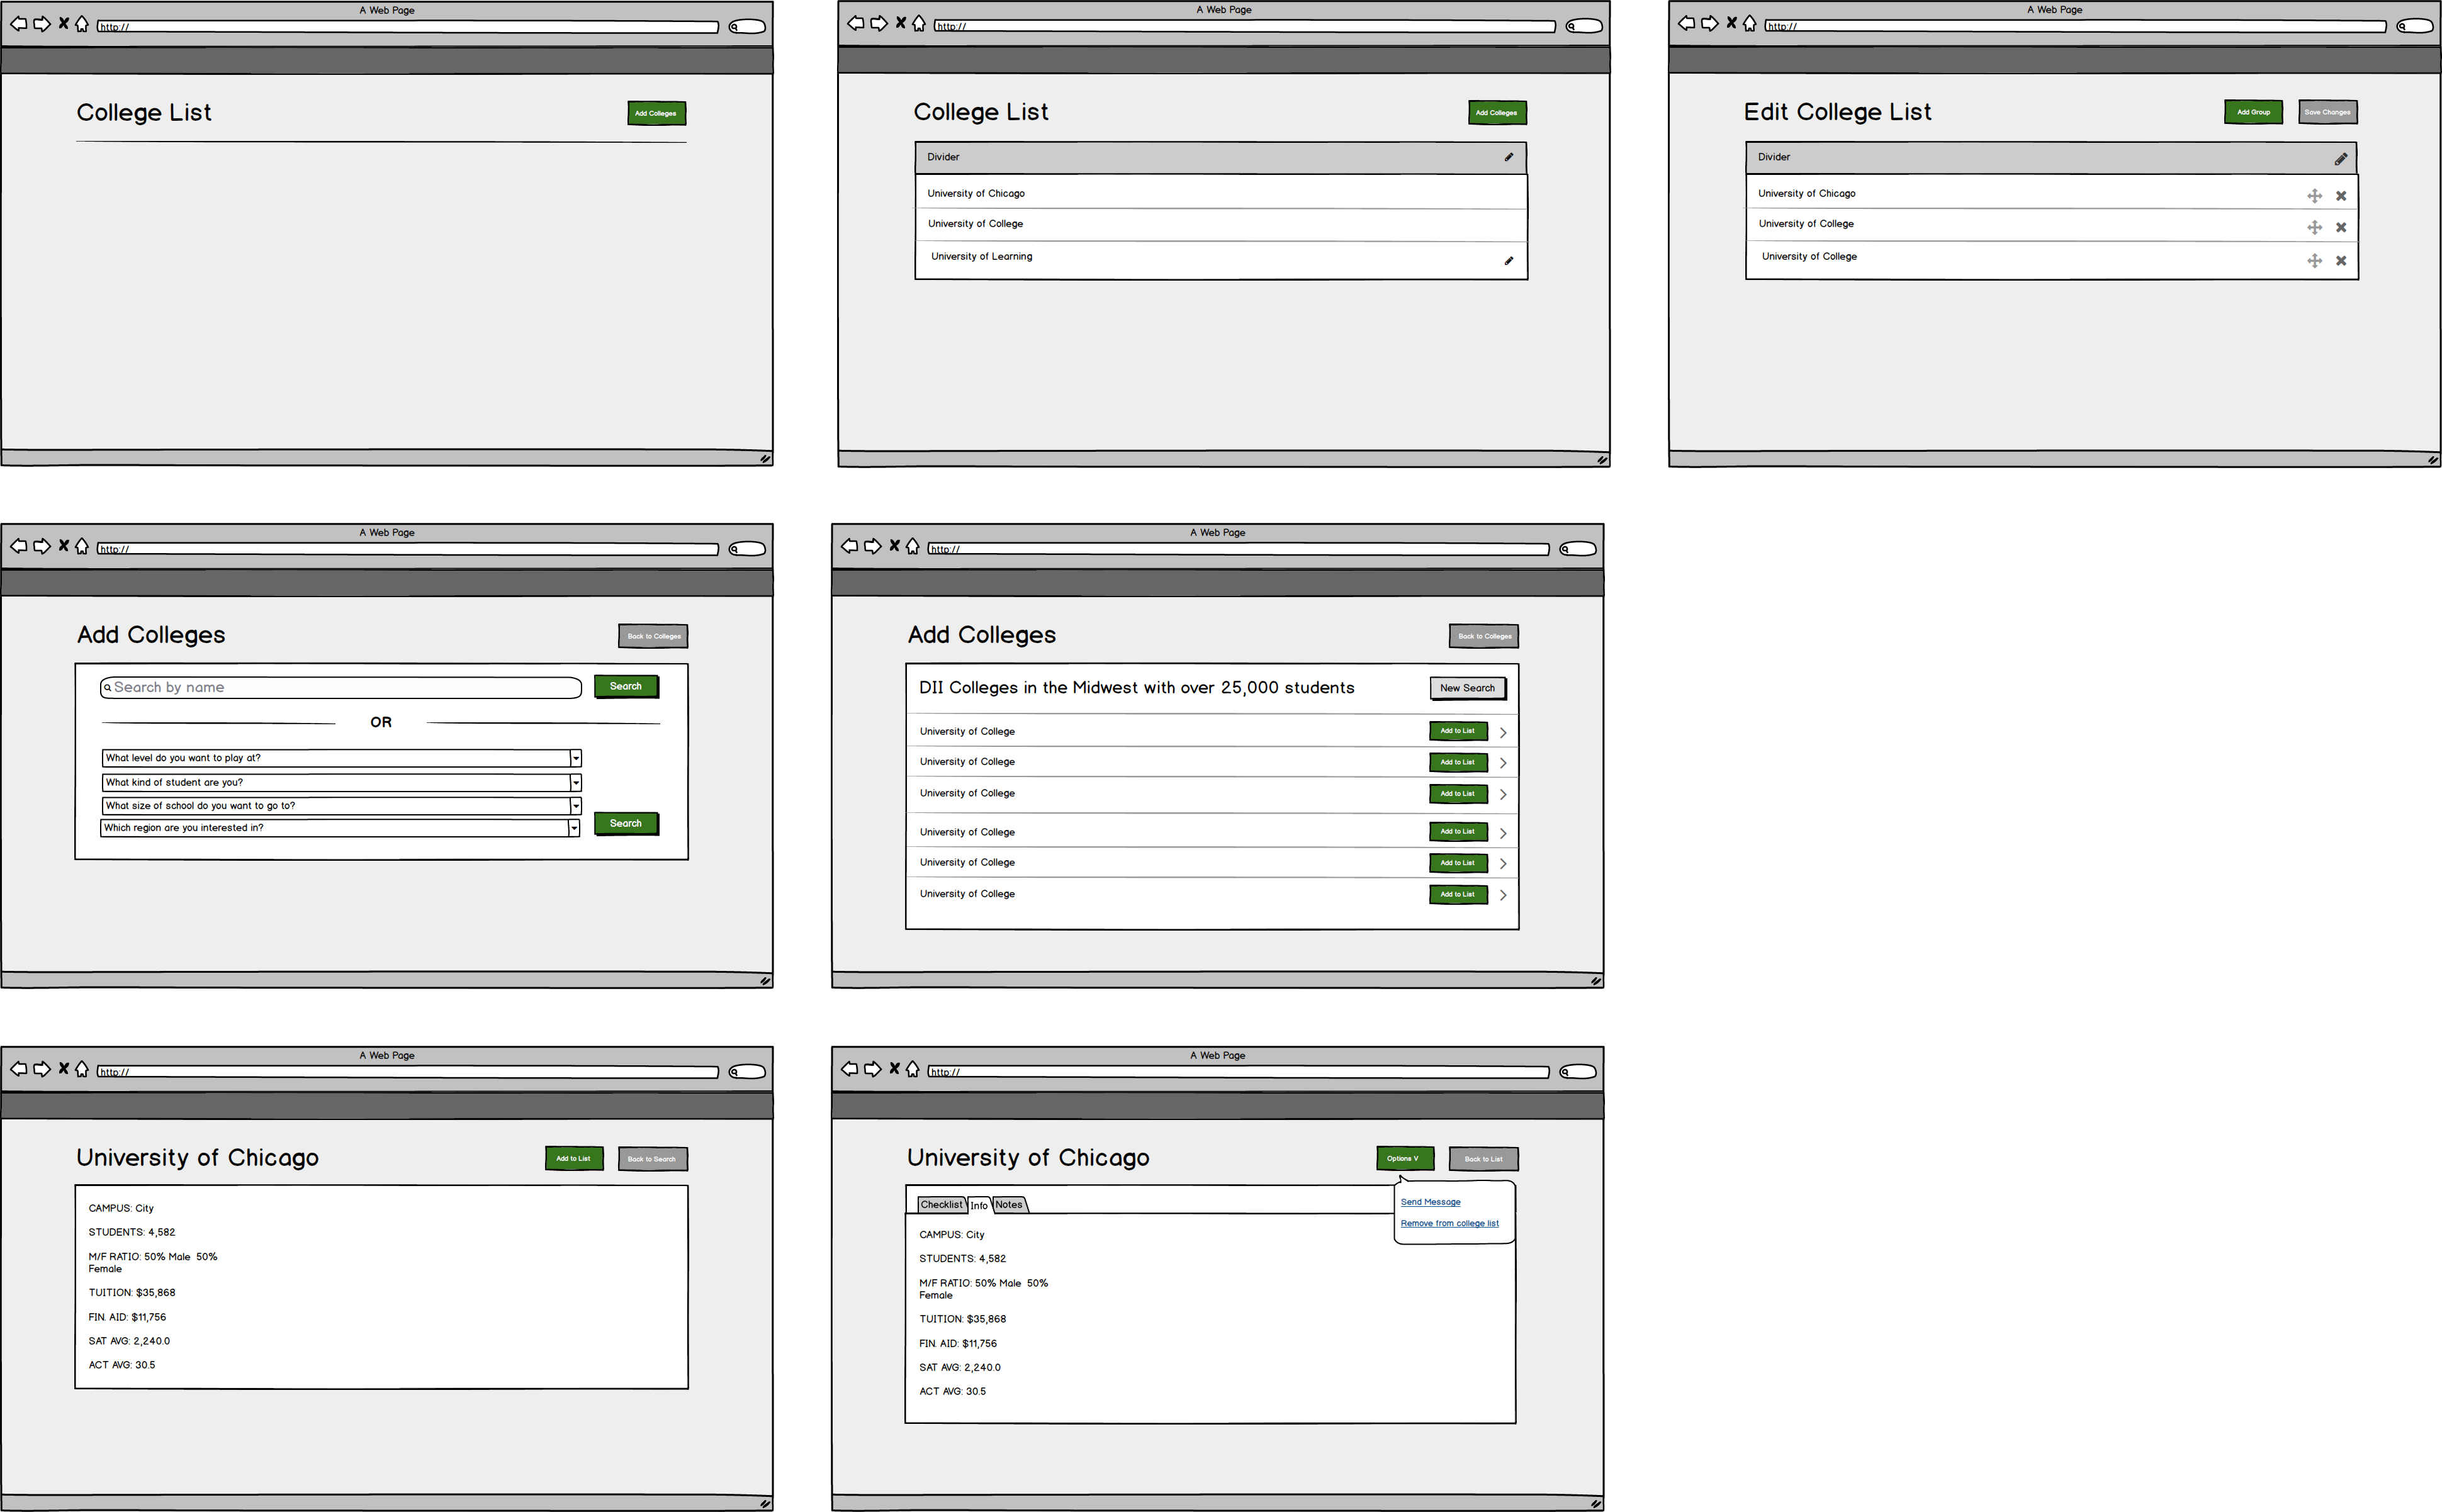 A Web Page
http://
College List
Add Colleges
A Web Page
http://
College List
Add Colleges
Divider
University of Chicago
University of College
University of Learning
A Web Page
http://
Edit College List
Add Group
Save Changes
Divider
University of Chicago
University of College
University of College
A Web Page
http://
Add Colleges
Back to Colleges
Search by name
Search
OR
What level do you want to play at?
What kind of student are you?
What size of school do you want to go to?
Which region are you interested in?
Search
A Web Page
http://
Add Colleges
Back to Colleges
DII Colleges in the Midwest with over 25,000 students
New Search
University of College
Add to List
University of College
Add to List
University of College
Add to List
University of College
Add to List
University of College
Add to List
University of College
Add to List
A Web Page
http://
University of Chicago
Add to List
Back to Search
CAMPUS: City
STUDENTS: 4,582
M/F RATIO: 50% Male 50%
Female
TUITION: $35,868
FIN. AID: $11,756
SAT AVG: 2,240.0
ACT AVG: 30.5
A Web Page
http://
University of Chicago
Options V
Back to List
Send Message
Remove from college list
Checklist
Info
Notes
CAMPUS: City
STUDENTS: 4,582
M/F RATIO: 50% Male 50%
Female
TUITION: $35,868
FIN. AID: $11,756
SAT AVG: 2,240.0
ACT AVG: 30.5